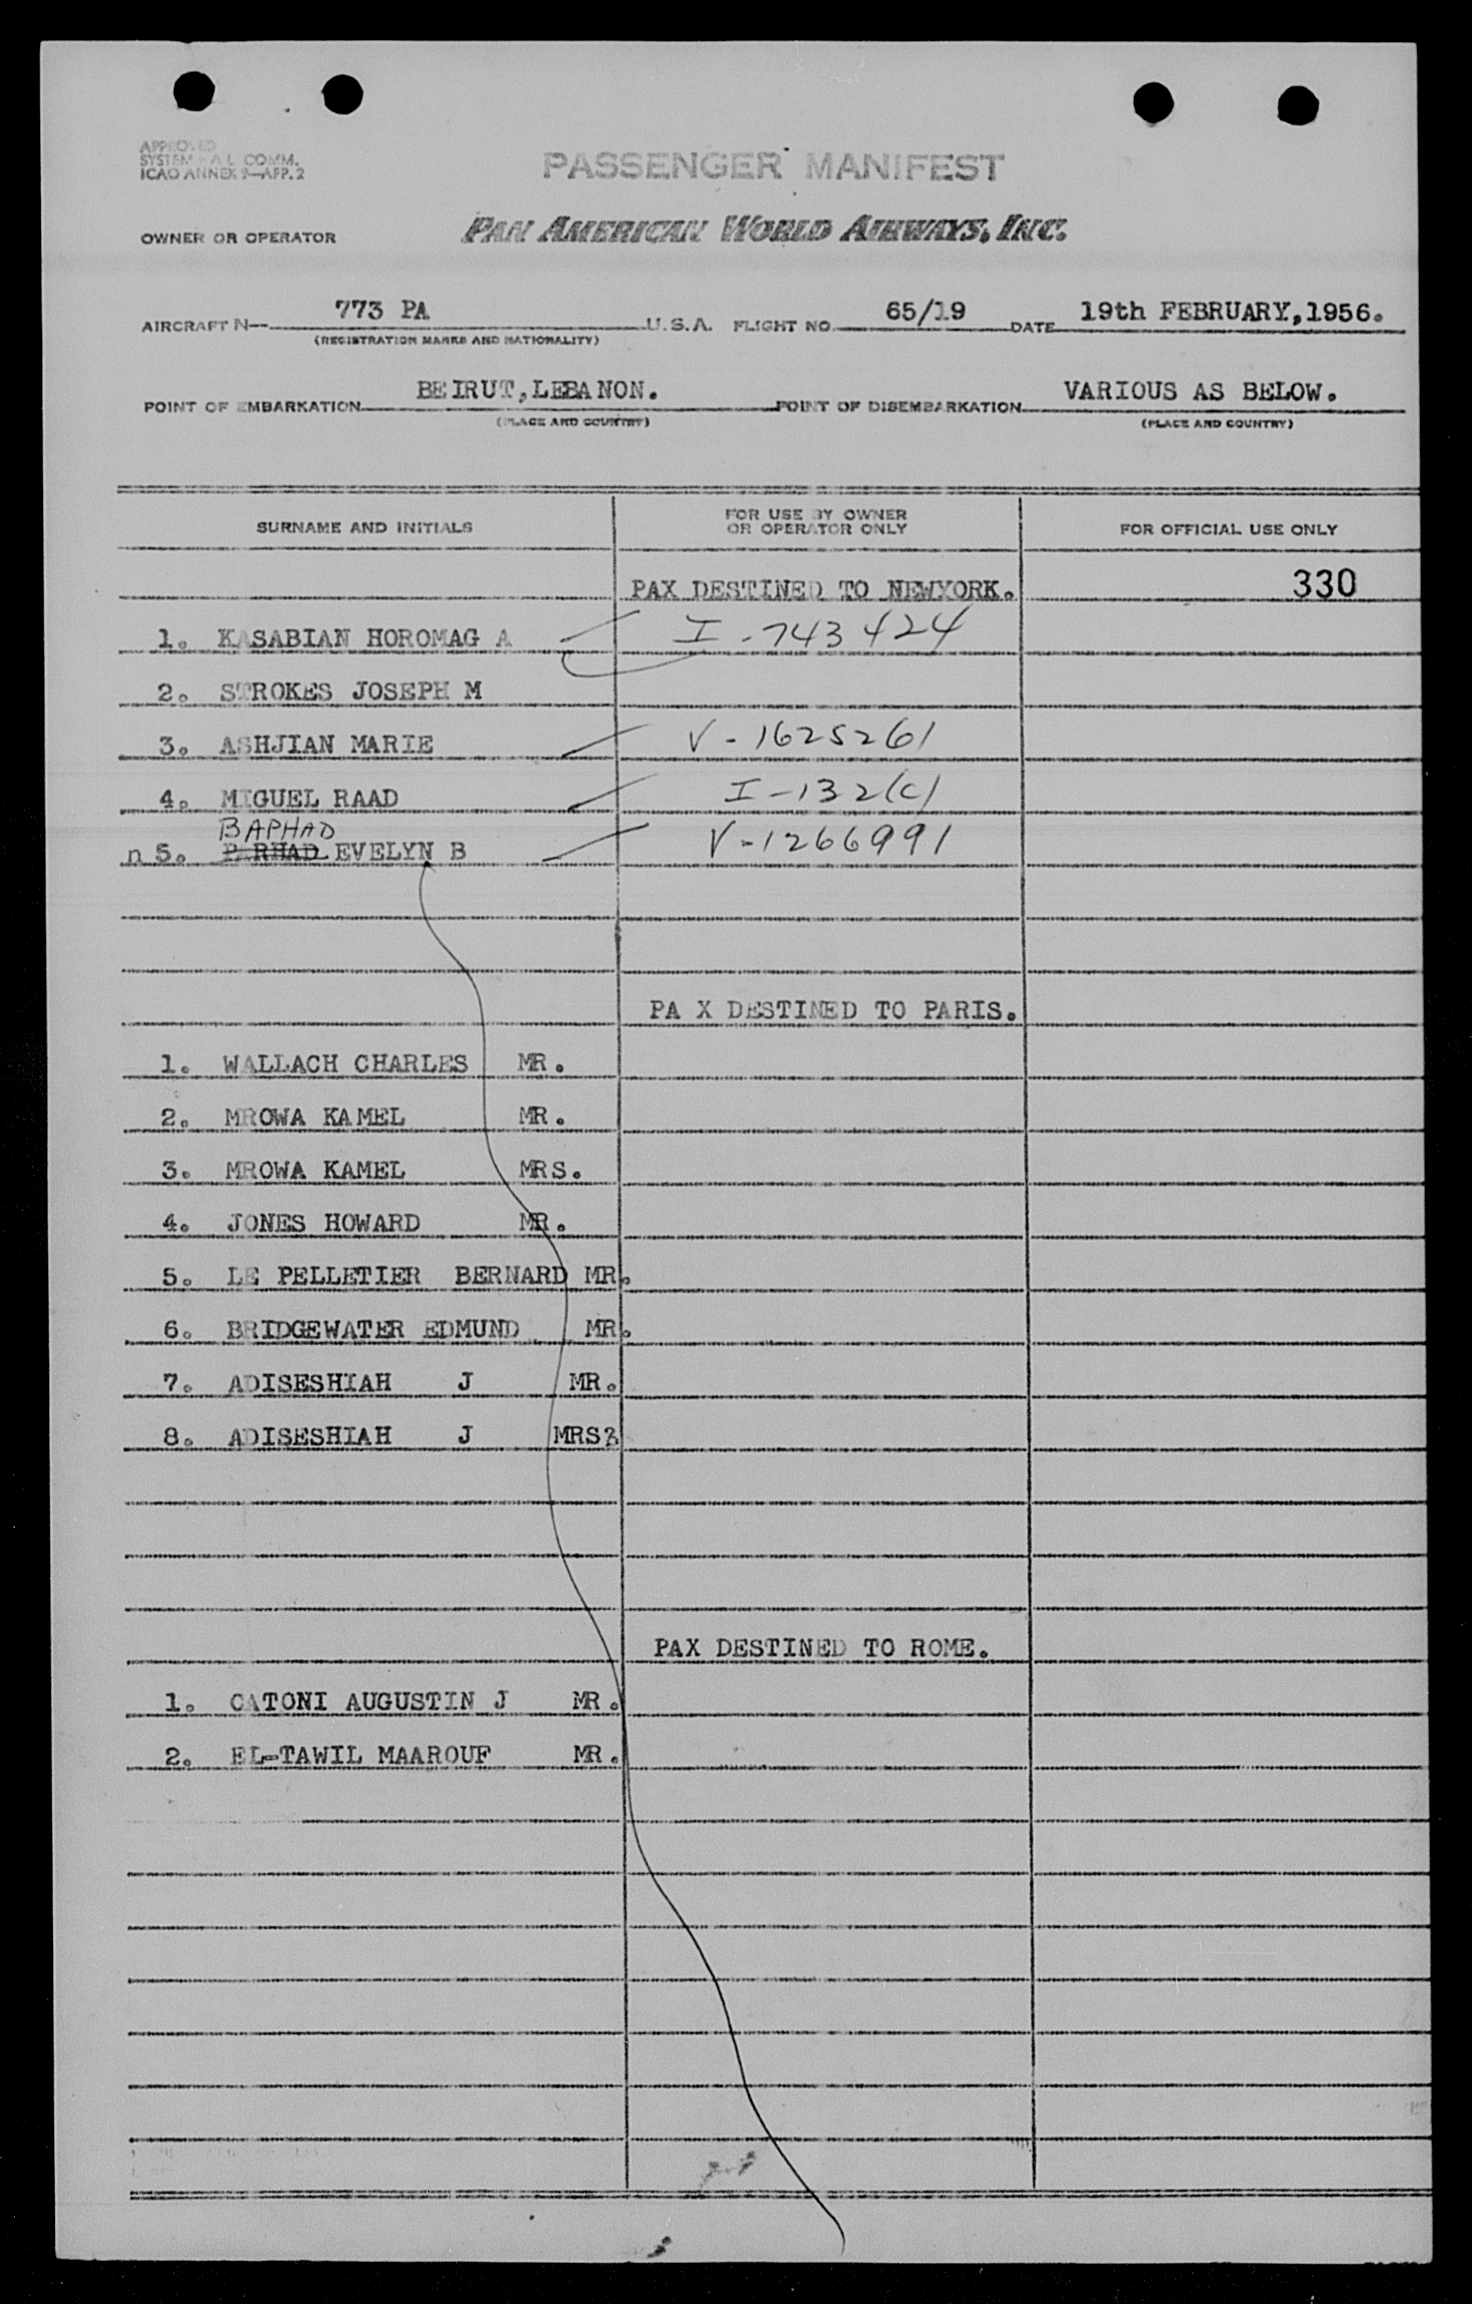 APPROVED
SYSTEM COMM.
ICAO ANNEX 9—APP. 2
PASSENGER MANIFEST
OWNER OR OPERATOR PAN AMERICAN WORLD AIRWAYS, INC.
AIRCRAFT N— 773 PA U.S.A. FLIGHT NO. 65/19 DATE 19th FEBRUARY,1956.
(REGISTRATION MARKS AND NATIONALITY)
POINT OF EMBARKATION BEIRUT,LEBANON. POINT OF DISEMBARKATION VARIOUS AS BELOW.
(PLACE AND COUNTRY) (PLACE AND COUNTRY)
SURNAME AND INITIALS FOR USE BY OWNER OR OPERATOR ONLY FOR OFFICIAL USE ONLY
PAX DESTINED TO NEWYORK. 330
1. KASABIAN HOROMAG A I-743424
2. STROKES JOSEPH M
3. ASHJIAN MARIE V-1625261
4. MIGUEL RAAD I-132(c)
BAPHAD
n 5. PARHAD EVELYN B V-1266991
PA X DESTINED TO PARIS.
1. WALLACH CHARLES MR.
2. MROWA KAMEL MR.
3. MROWA KAMEL MRS.
4. JONES HOWARD MR.
5. LE PELLETIER BERNARD MR.
6. BRIDGEWATER EDMUND MR.
7. ADISESHIAH J MR.
8. ADISESHIAH J MRS
PAX DESTINED TO ROME.
1. CATONI AUGUSTIN J MR.
2. EL-TAWIL MAAROUF MR.